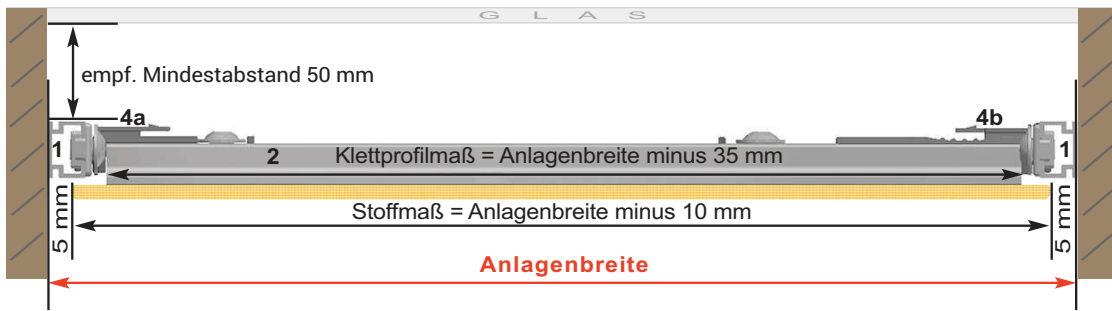 G L A S
empf. Mindestabstand 50 mm
4a
4b
1
2
Klettprofilmaß = Anlagenbreite minus 35 mm
1
Stoffmaß = Anlagenbreite minus 10 mm
5 mm
5 mm
Anlagenbreite